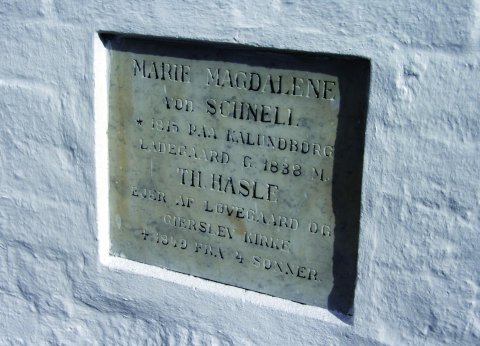 MARIE MAGDALENE
VON SCHNELL
* 1815 PAA KALUNDBORG
LADEGAARD G. 1838 M.
TH. HASLE
EJER AF LØVEGAARD OG
GIERSLEV KIRKE
† 1849 FRA 4 SØNNER.